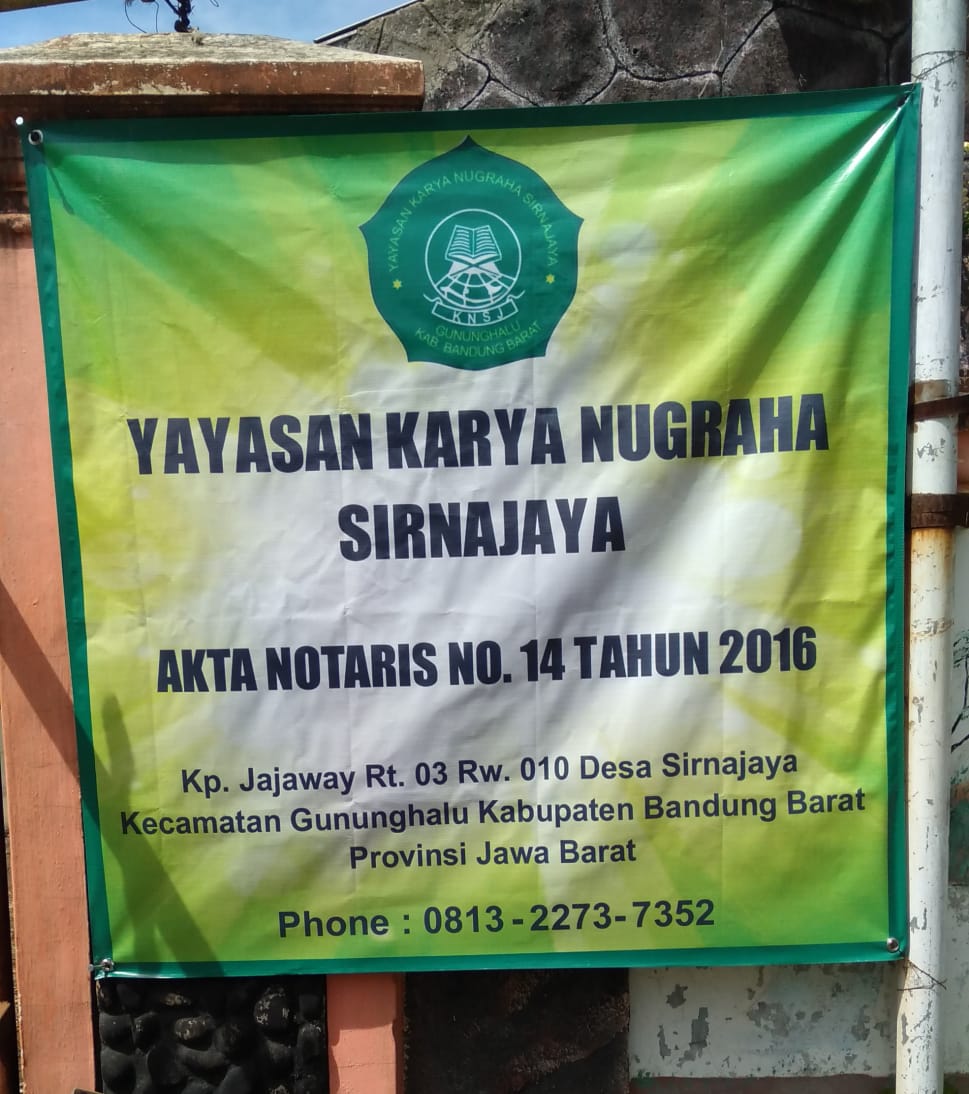 YAYASAN KARYA NUGRAHA SIRNAJAYA
KNSJ
GUNUNGHALU
KAB. BANDUNG BARAT
YAYASAN KARYA NUGRAHA
SIRNAJAYA
AKTA NOTARIS NO. 14 TAHUN 2016
Kp. Jajaway Rt. 03 Rw. 010 Desa Sirnajaya
Kecamatan Gununghalu Kabupaten Bandung Barat
Provinsi Jawa Barat
Phone : 0813-2273-7352